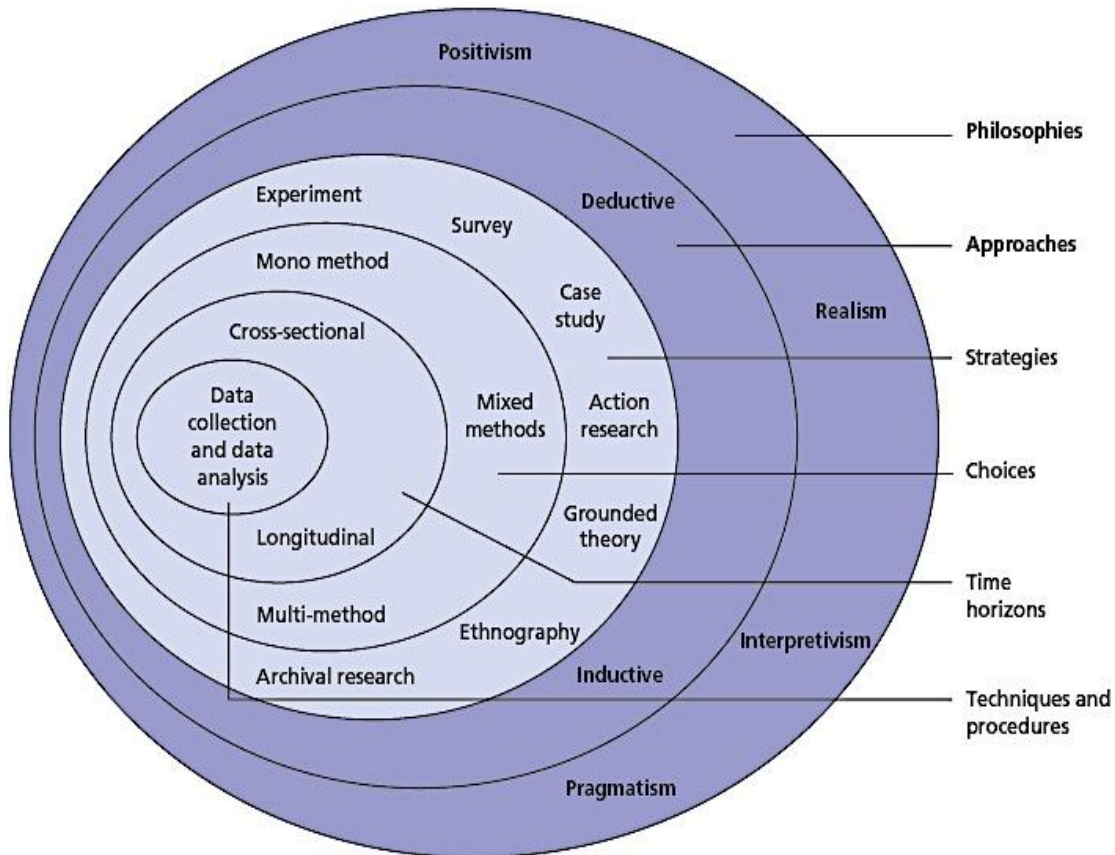 Positivism
Philosophies
Experiment
Deductive
Survey
Approaches
Mono method
Case
study
Realism
Cross-sectional
Strategies
Data
collection
and data
analysis
Mixed
methods
Action
research
Choices
Grounded
theory
Longitudinal
Time
horizons
Multi-method
Ethnography
Interpretivism
Archival research
Inductive
Techniques and
procedures
Pragmatism